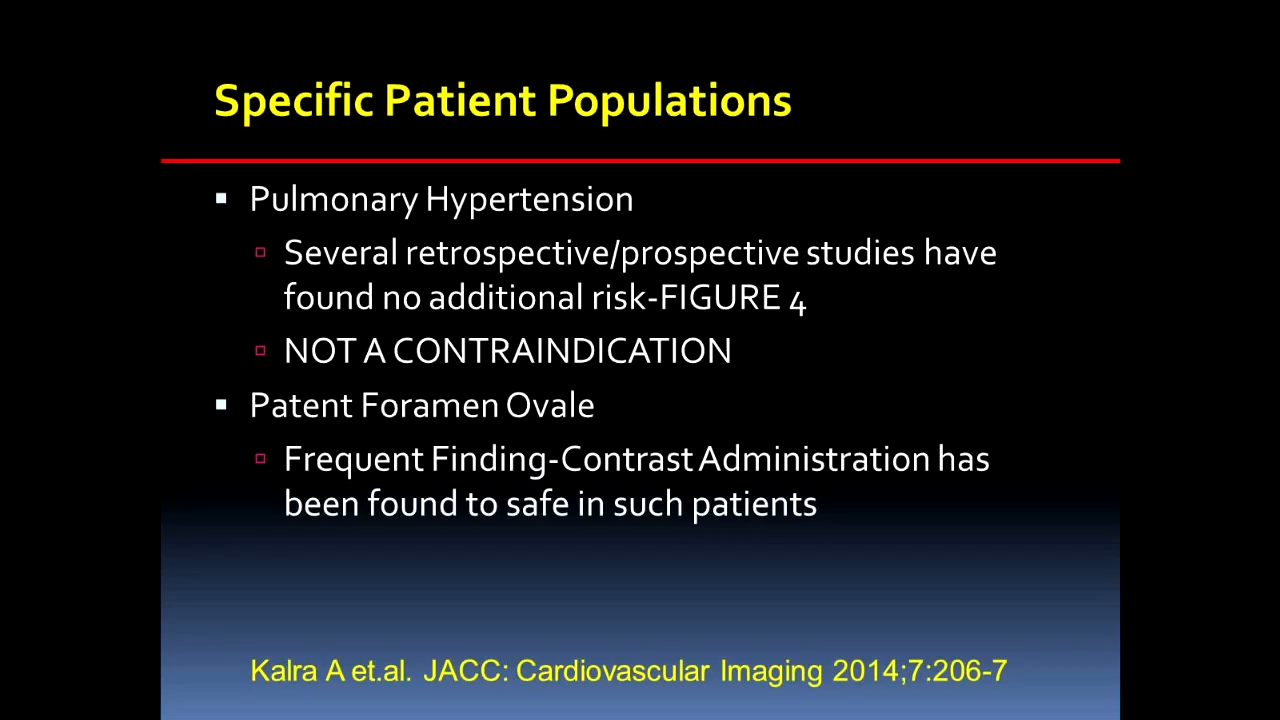 Specific Patient Populations
Pulmonary Hypertension
Several retrospective/prospective studies have
found no additional risk-FIGURE 4
NOT A CONTRAINDICATION
Patent Foramen Ovale
Frequent Finding-Contrast Administration has
been found to safe in such patients
Kalra A et.al. JACC: Cardiovascular Imaging 2014;7:206-7